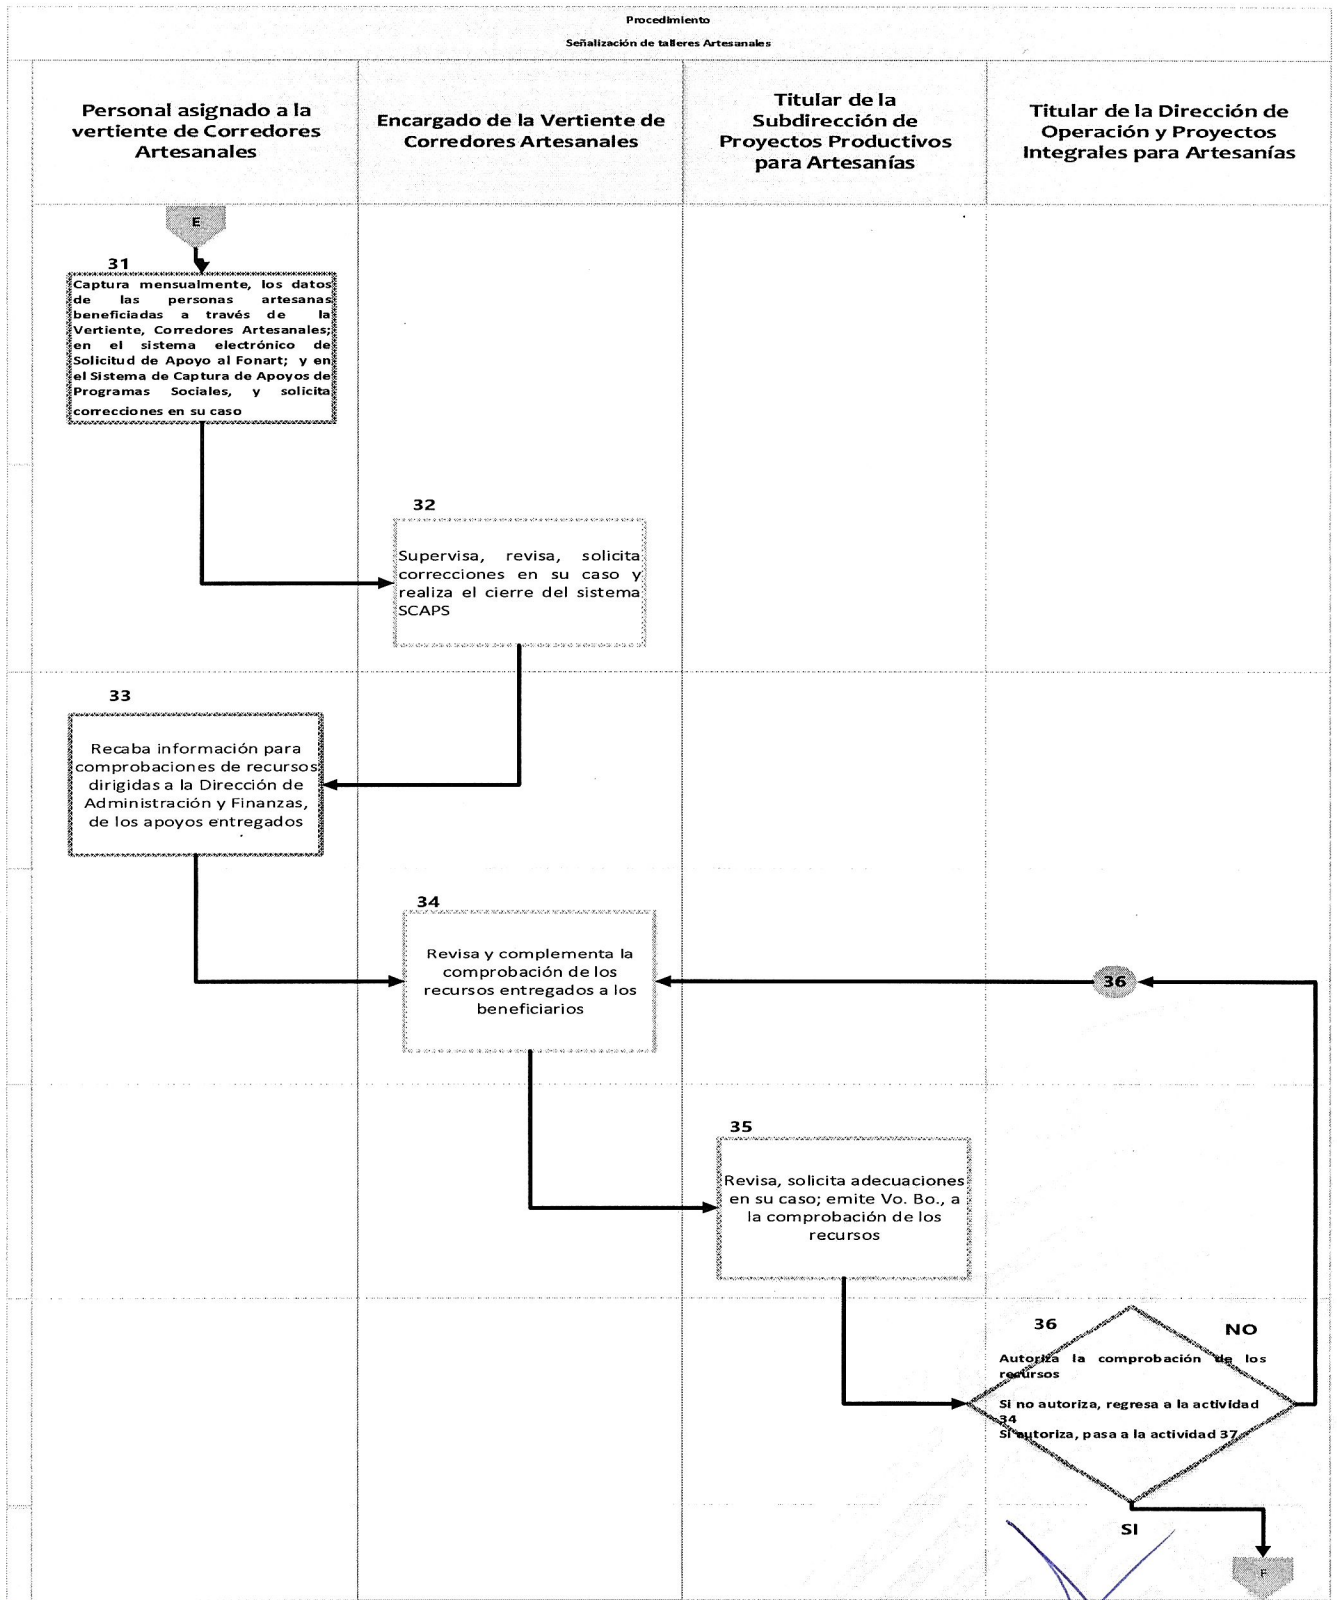 Procedimiento
Señalización de talleres Artesanales
Personal asignado a la
vertiente de Corredores
Artesanales
Encargado de la Vertiente de
Corredores Artesanales
Titular de la
Subdirección de
Proyectos Productivos
para Artesanías
Titular de la Dirección de
Operación y Proyectos
Integrales para Artesanías
E
31
Captura mensualmente, los datos
de las personas artesanas
beneficiadas a través de la
Vertiente, Corredores Artesanales;
en el sistema electrónico de
Solicitud de Apoyo al Fonart; y en
el Sistema de Captura de Apoyos de
Programas Sociales, y solicita
correcciones en su caso
32
Supervisa, revisa, solicita
correcciones en su caso y
realiza el cierre del sistema
SCAPS
33
Recaba información para
comprobaciones de recursos
dirigidas a la Dirección de
Administración y Finanzas,
de los apoyos entregados
34
Revisa y complementa la
comprobación de los
recursos entregados a los
beneficiarios
36
35
Revisa, solicita adecuaciones
en su caso; emite Vo. Bo., a
la comprobación de los
recursos
36
NO
Autoriza la comprobación de los
recursos
Si no autoriza, regresa a la actividad
34
Si autoriza, pasa a la actividad 37
SI
F